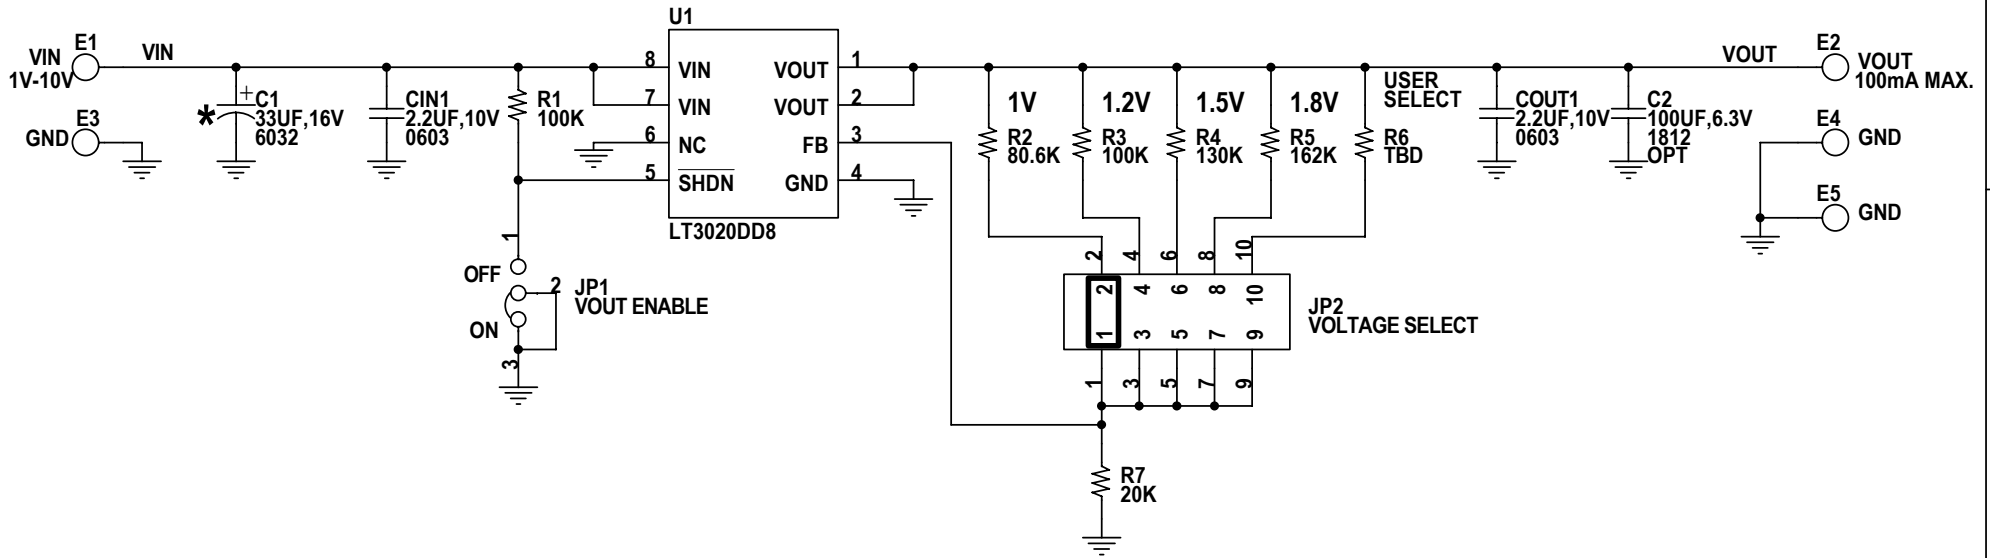 U1
E1
VIN
1V-10V
VIN
E3
GND
+
*
C1
33UF,16V
6032
CIN1
2.2UF,10V
0603
R1
100K
8
7
6
5
VIN
VIN
NC
SHDN
VOUT
VOUT
FB
GND
1
2
3
4
LT3020DD8
1
OFF
2
JP1
VOUT ENABLE
ON
3
1V
R2
80.6K
1.2V
R3
100K
1.5V
R4
130K
1.8V
R5
162K
USER
SELECT
R6
TBD
2
4
6
8
10
2
4
6
8
10
1
3
5
7
9
1
3
5
7
9
JP2
VOLTAGE SELECT
R7
20K
COUT1
2.2UF,10V
0603
C2
100UF,6.3V
1812
OPT
VOUT
E2
VOUT
100mA MAX.
E4
GND
E5
GND